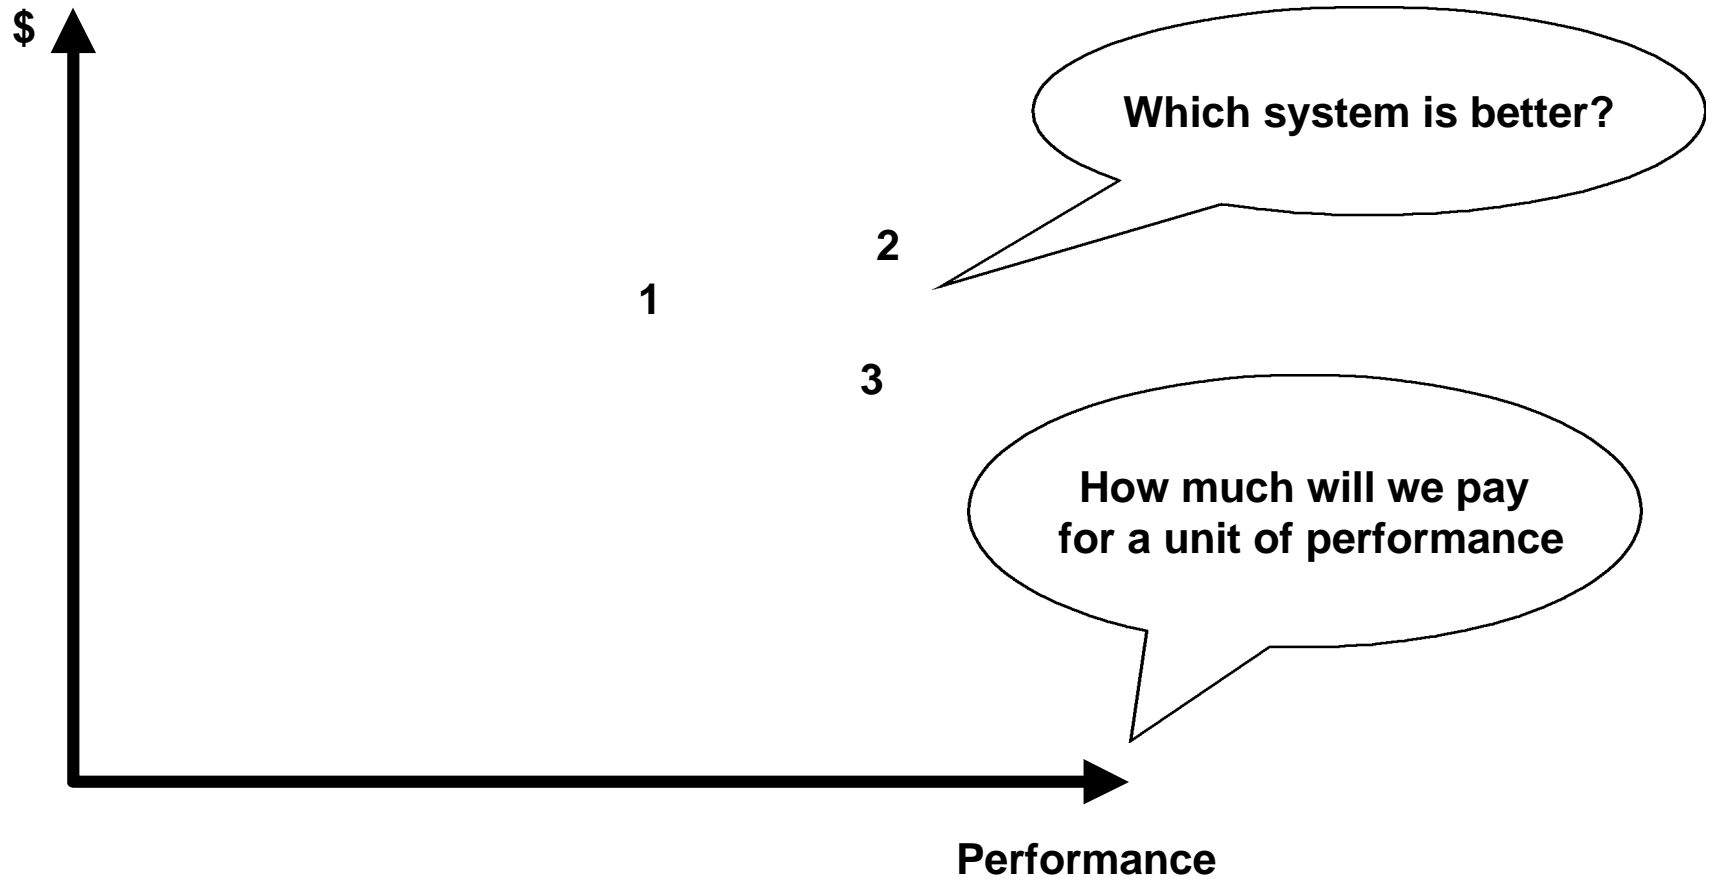 $
Which system is better?
2
1
3
How much will we pay
for a unit of performance
Performance